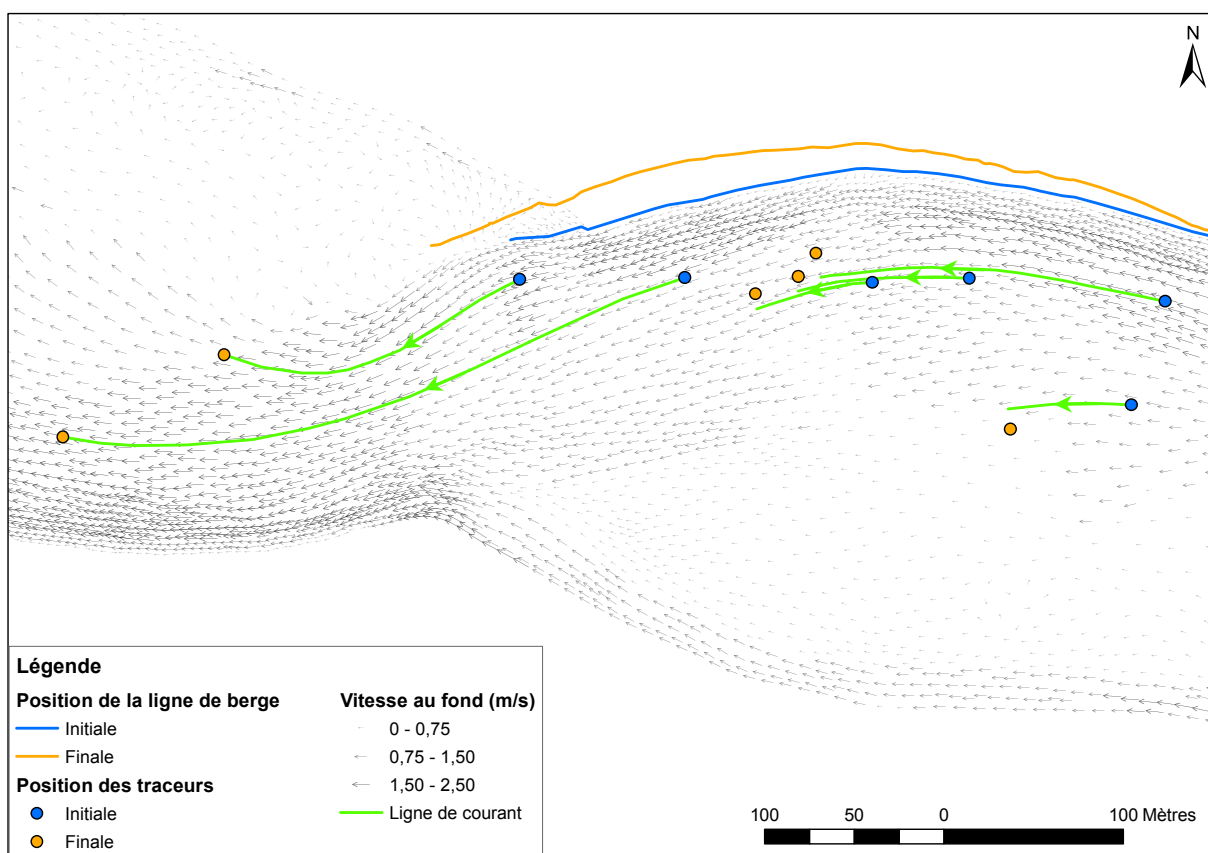 N
Légende
Position de la ligne de berge
Initiale
Finale
Position des traceurs
Initiale
Finale
Vitesse au fond (m/s)
0 - 0,75
0,75 - 1,50
1,50 - 2,50
Ligne de courant
100 50 0 100 Mètres